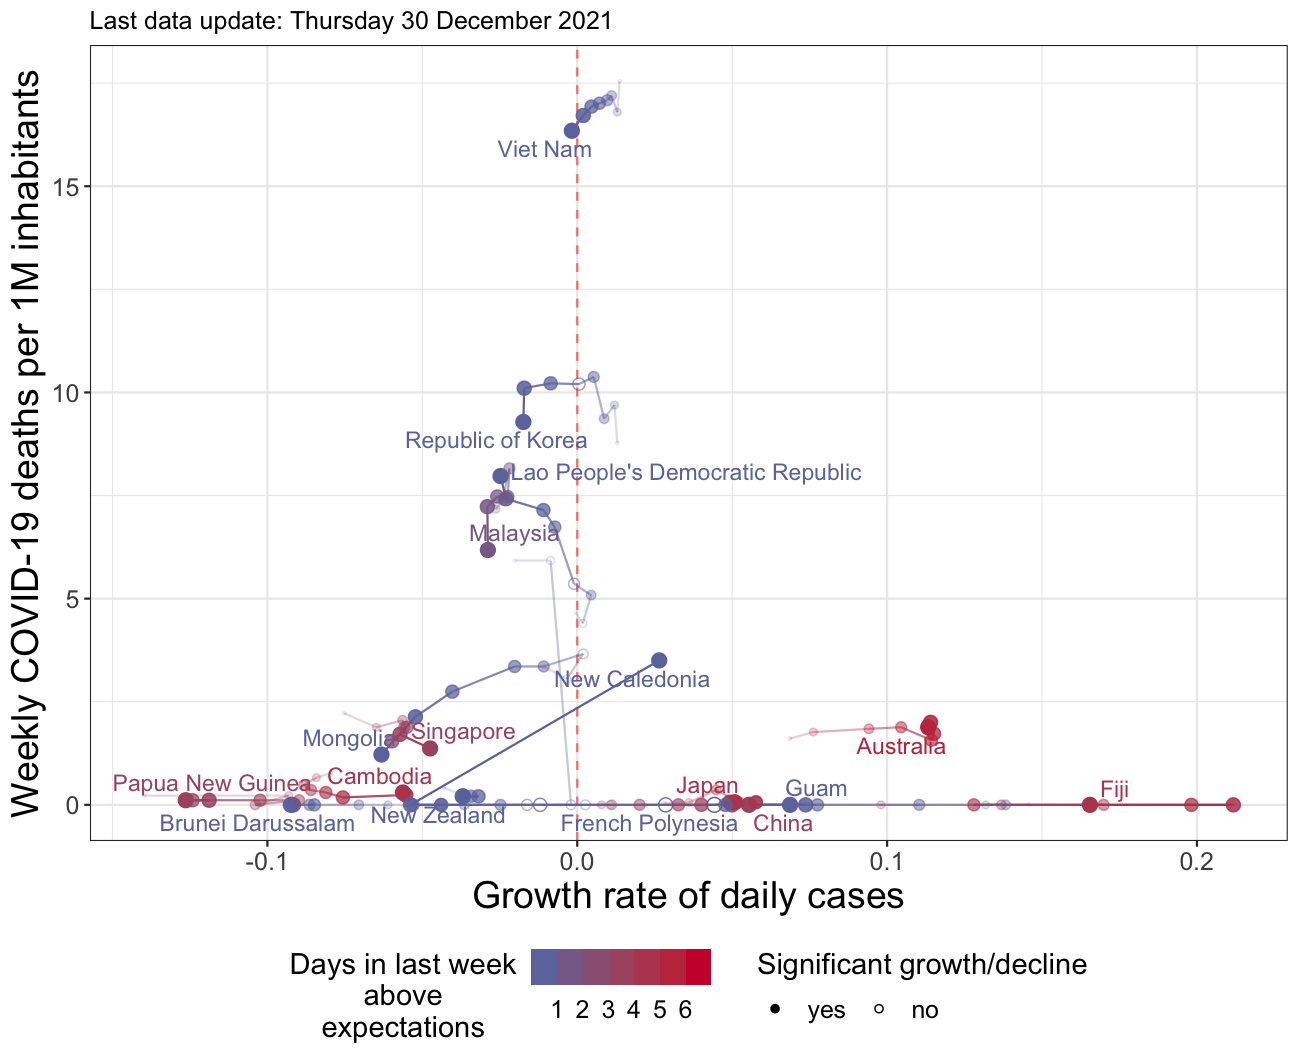 Last data update: Thursday 30 December 2021
Weekly COVID-19 deaths per 1M inhabitants
15
10
5
0
Viet Nam
Republic of Korea
Lao People's Democratic Republic
Malaysia
New Caledonia
Singapore
Mongolia
Australia
Cambodia
Papua New Guinea
Japan
Guam
Fiji
New Zealand
Brunei Darussalam
French Polynesia
China
-0.1 0.0 0.1 0.2
Growth rate of daily cases
Days in last week
above
expectations
1 2 3 4 5 6
Significant growth/decline
yes no